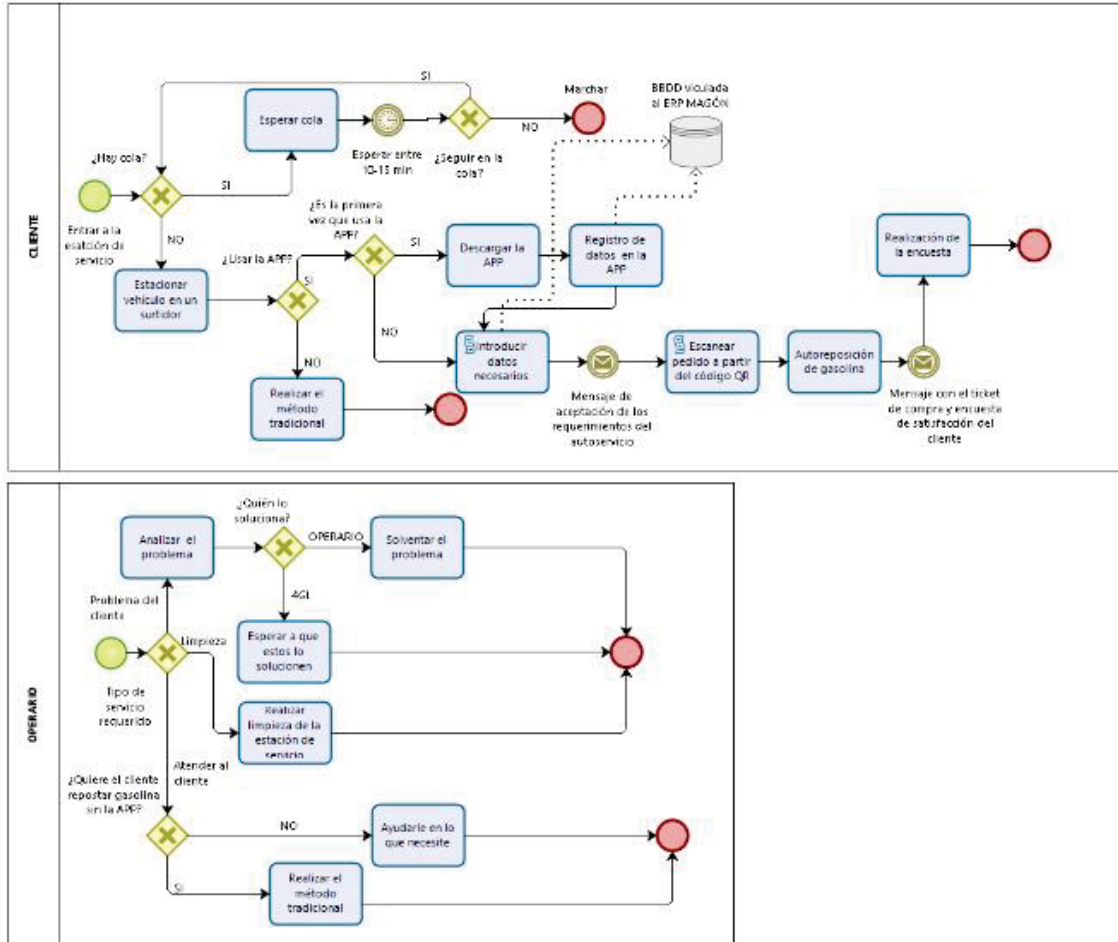 CLIENTE
SI
Esperar cola
Esperar entre
10-15 min
¿Seguir en la
cola?
NO
Marchar
BBDD viculada
al ERP MAGÓN
¿Hay cola?
SI
Entrar a la
esatción de
servicio
NO
Estacionar
vehículo en un
surtidor
¿Usar la APP?
SI
¿Es la primera
vez que usa la
APP?
SI
Descargar la
APP
Registro de
datos en la
APP
NO
Introducir
datos
necesarios
NO
Realizar el
método
tradicional
Mensaje de
aceptación de los
requerimientos del
autoservicio
Escanear
pedido a partir
del código QR
Autoreposición
de gasolina
Mensaje con el ticket
de compra y encuesta
de satisfacción del
cliente
Realización de
la encuesta
OPERARIO
Analizar el
problema
¿Quién lo
soluciona?
OPERARIO
Solventar el
problema
AGL
Problema del
cliente
Limpieza
Esperar a que
estos lo
solucionen
Tipo de
servicio
requerido
Realizar
limpieza de la
estación de
servicio
Atender al
cliente
¿Quiere el cliente
repostar gasolina
sin la APP?
NO
Ayudarle en lo
que necesite
SI
Realizar el
método
tradicional